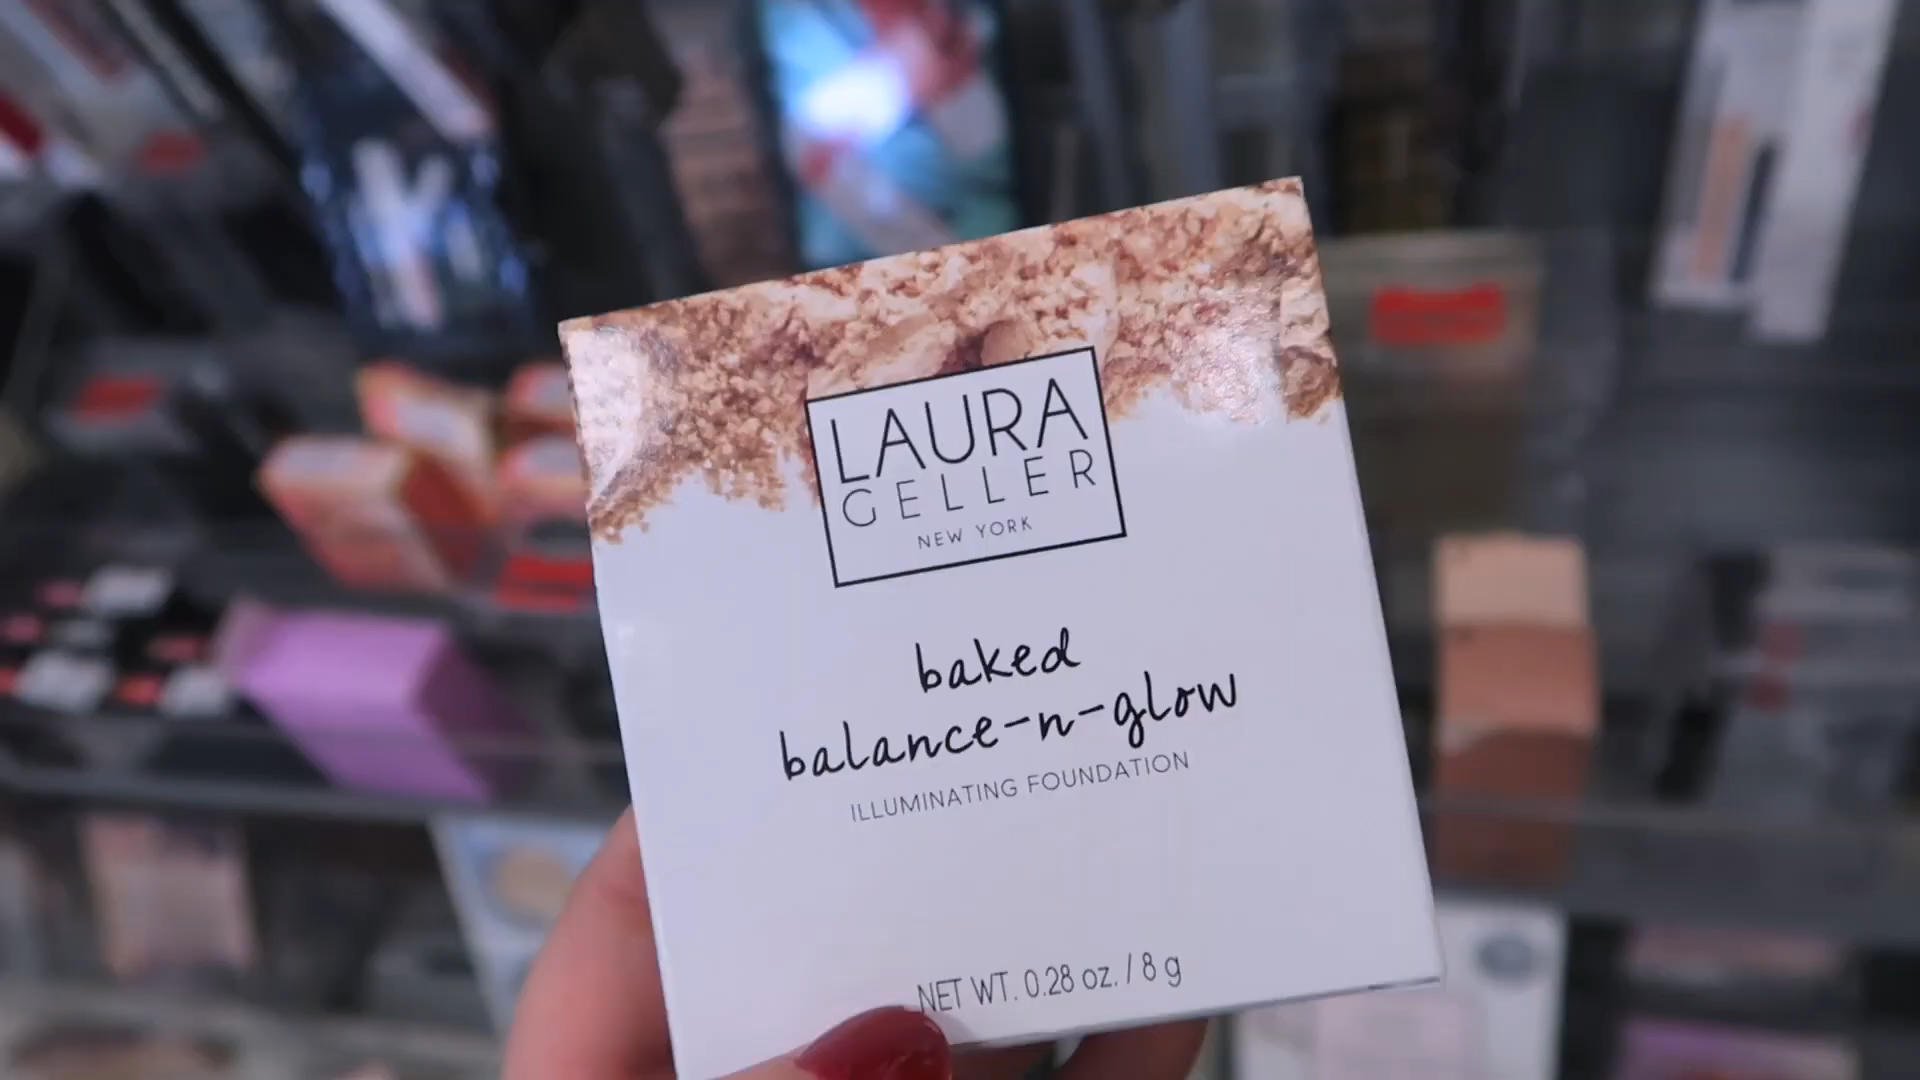 LAURA
GELLER
NEW YORK
baked
balance-n-glow
ILLUMINATING FOUNDATION
NET WT. 0.28 oz. / 8 g